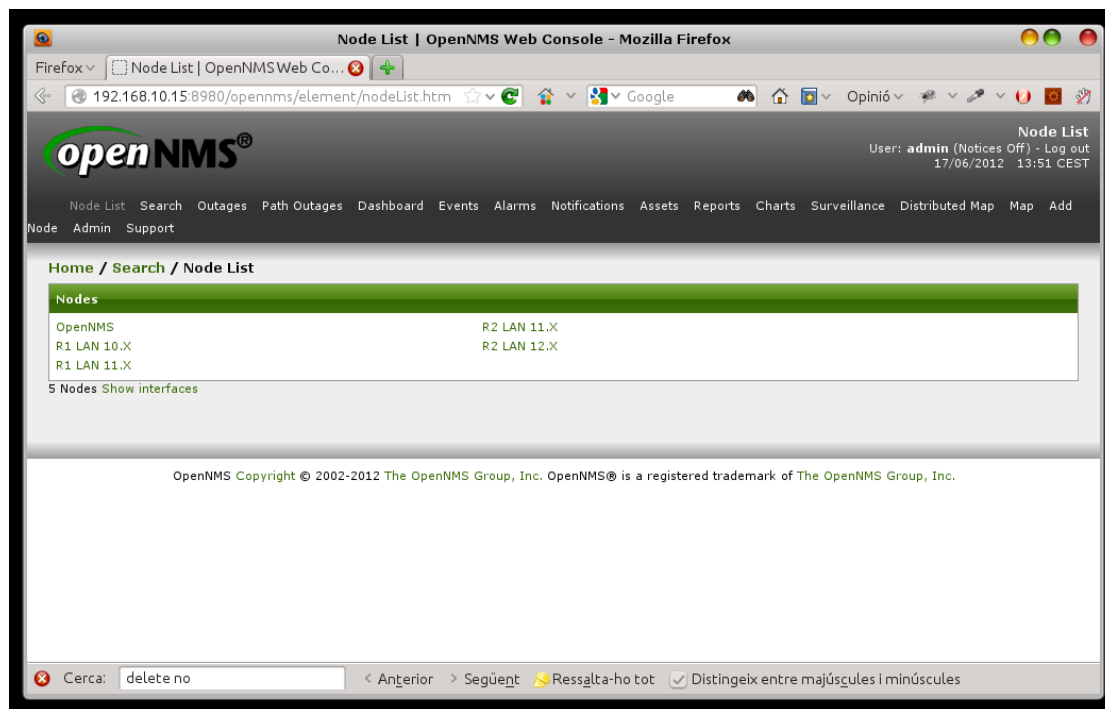 Node List | OpenNMS Web Console - Mozilla Firefox
Firefox
Node List | OpenNMS Web Co...
192.168.10.15:8980/opennms/element/nodeList.htm
Google
Opinió
openNMS®
Node List
User: admin (Notices Off) - Log out
17/06/2012 13:51 CEST
Node List Search Outages Path Outages Dashboard Events Alarms Notifications Assets Reports Charts Surveillance Distributed Map Map Add
Node Admin Support
Home / Search / Node List
Nodes
OpenNMS
R1 LAN 10.X
R1 LAN 11.X
R2 LAN 11.X
R2 LAN 12.X
5 Nodes Show interfaces
OpenNMS Copyright © 2002-2012 The OpenNMS Group, Inc. OpenNMS® is a registered trademark of The OpenNMS Group, Inc.
Cerca: delete no < Anterior > Següent Ressalta-ho tot Distingeix entre majúscules i minúscules